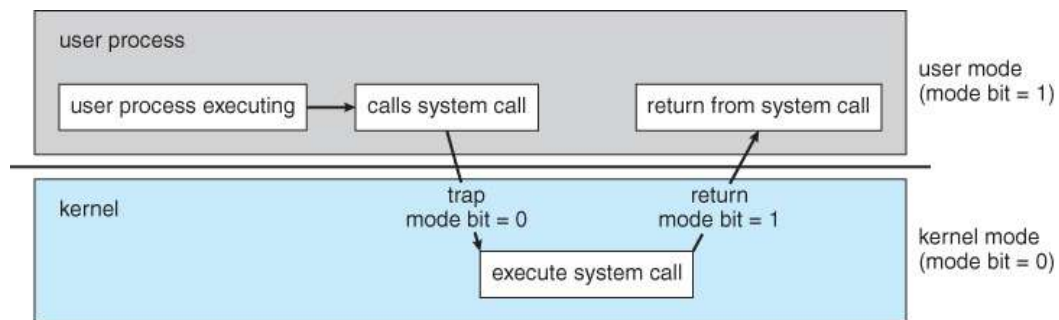 user process
user process executing
calls system call
return from system call
user mode
(mode bit = 1)
kernel
trap
mode bit = 0
return
mode bit = 1
execute system call
kernel mode
(mode bit = 0)